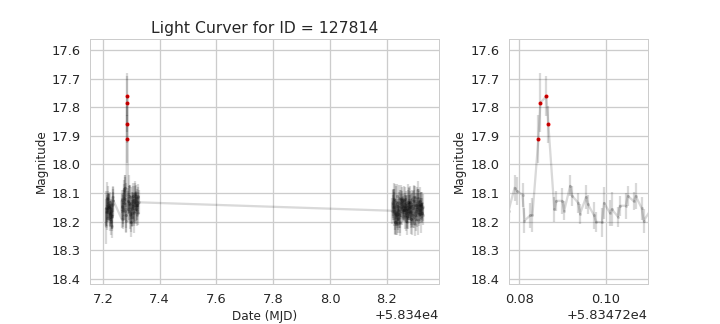 Light Curver for ID = 127814
17.6
17.7
17.8
17.9
18.0
18.1
18.2
18.3
18.4
Magnitude
7.2 7.4 7.6 7.8 8.0 8.2
Date (MJD)
+5.834e4
17.6
17.7
17.8
17.9
18.0
18.1
18.2
18.3
18.4
Magnitude
0.08 0.10
+5.83472e4